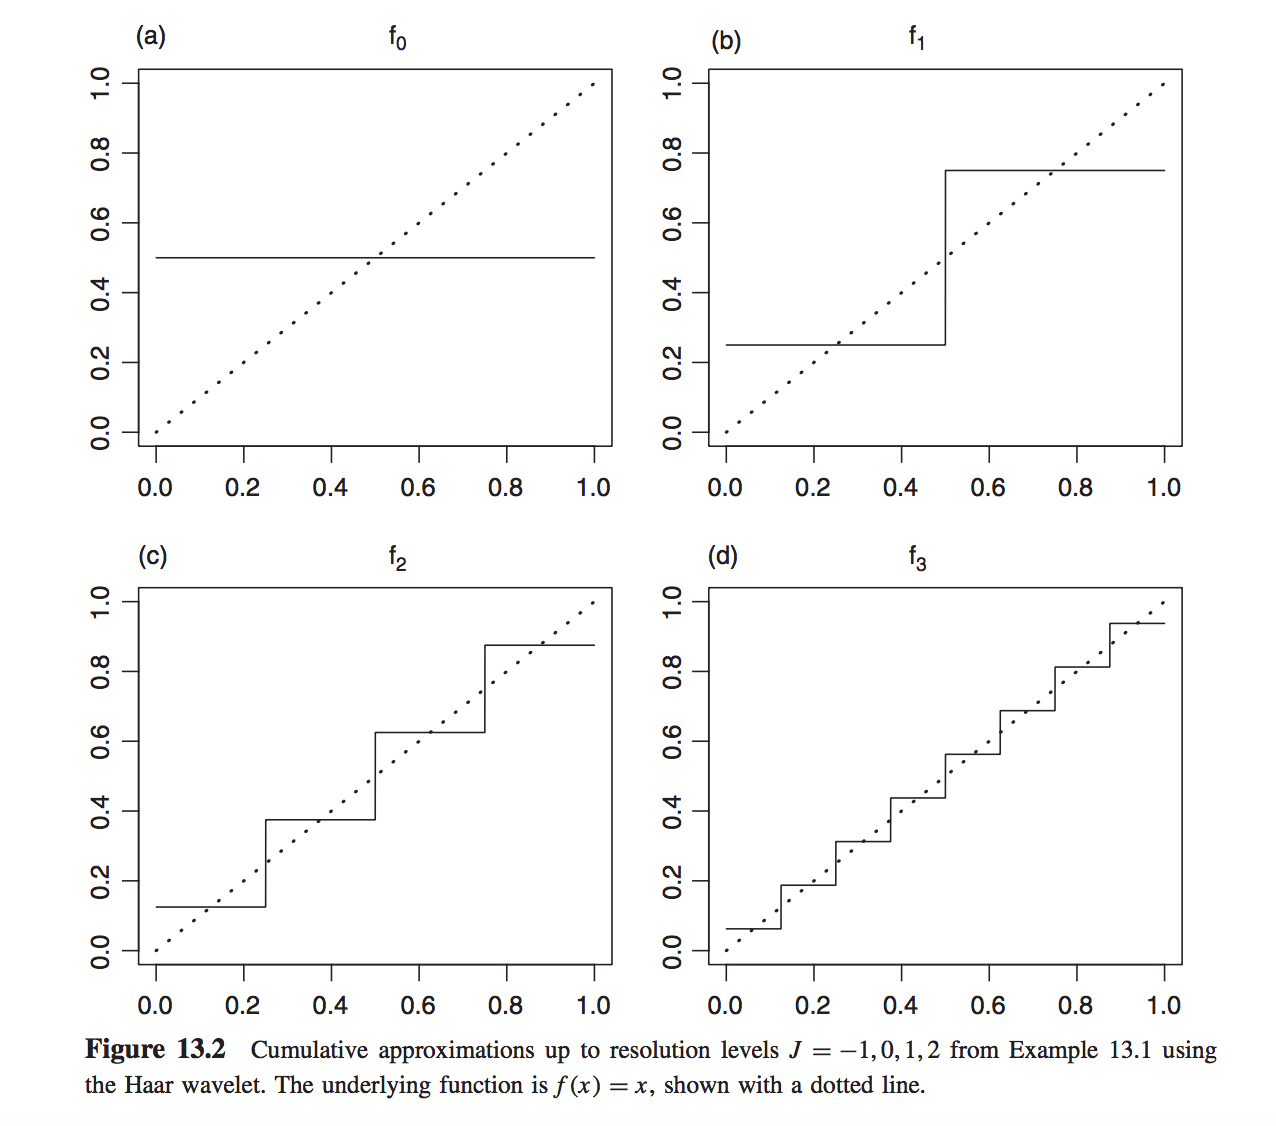 (a) f₀
1.0
0.8
0.6
0.4
0.2
0.0
0.0 0.2 0.4 0.6 0.8 1.0
(b) f₁
1.0
0.8
0.6
0.4
0.2
0.0
0.0 0.2 0.4 0.6 0.8 1.0
(c) f₂
1.0
0.8
0.6
0.4
0.2
0.0
0.0 0.2 0.4 0.6 0.8 1.0
(d) f₃
1.0
0.8
0.6
0.4
0.2
0.0
0.0 0.2 0.4 0.6 0.8 1.0
Figure 13.2 Cumulative approximations up to resolution levels J = −1, 0, 1, 2 from Example 13.1 using
the Haar wavelet. The underlying function is f (x) = x, shown with a dotted line.